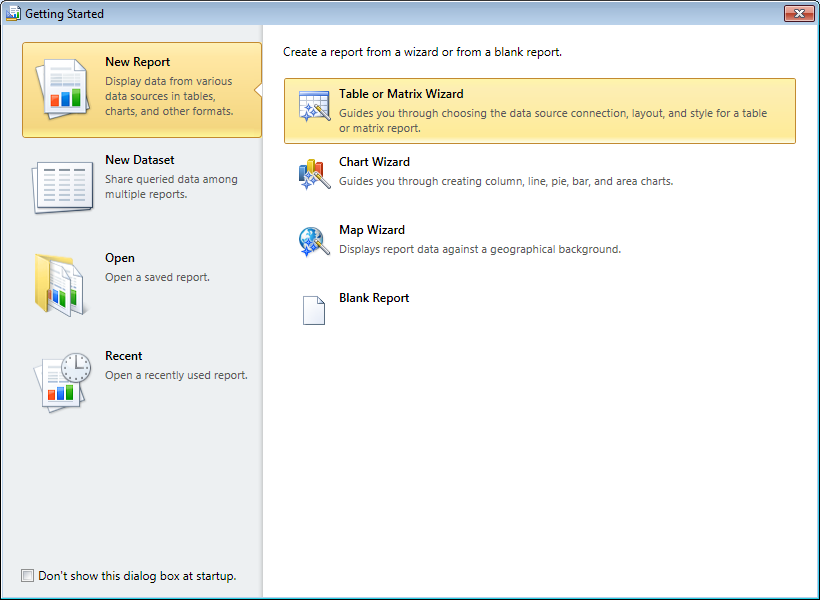 Getting Started
New Report
Display data from various
data sources in tables,
charts, and other formats.
New Dataset
Share queried data among
multiple reports.
Open
Open a saved report.
Recent
Open a recently used report.
Don't show this dialog box at startup.
Create a report from a wizard or from a blank report.
Table or Matrix Wizard
Guides you through choosing the data source connection, layout, and style for a table
or matrix report.
Chart Wizard
Guides you through creating column, line, pie, bar, and area charts.
Map Wizard
Displays report data against a geographical background.
Blank Report